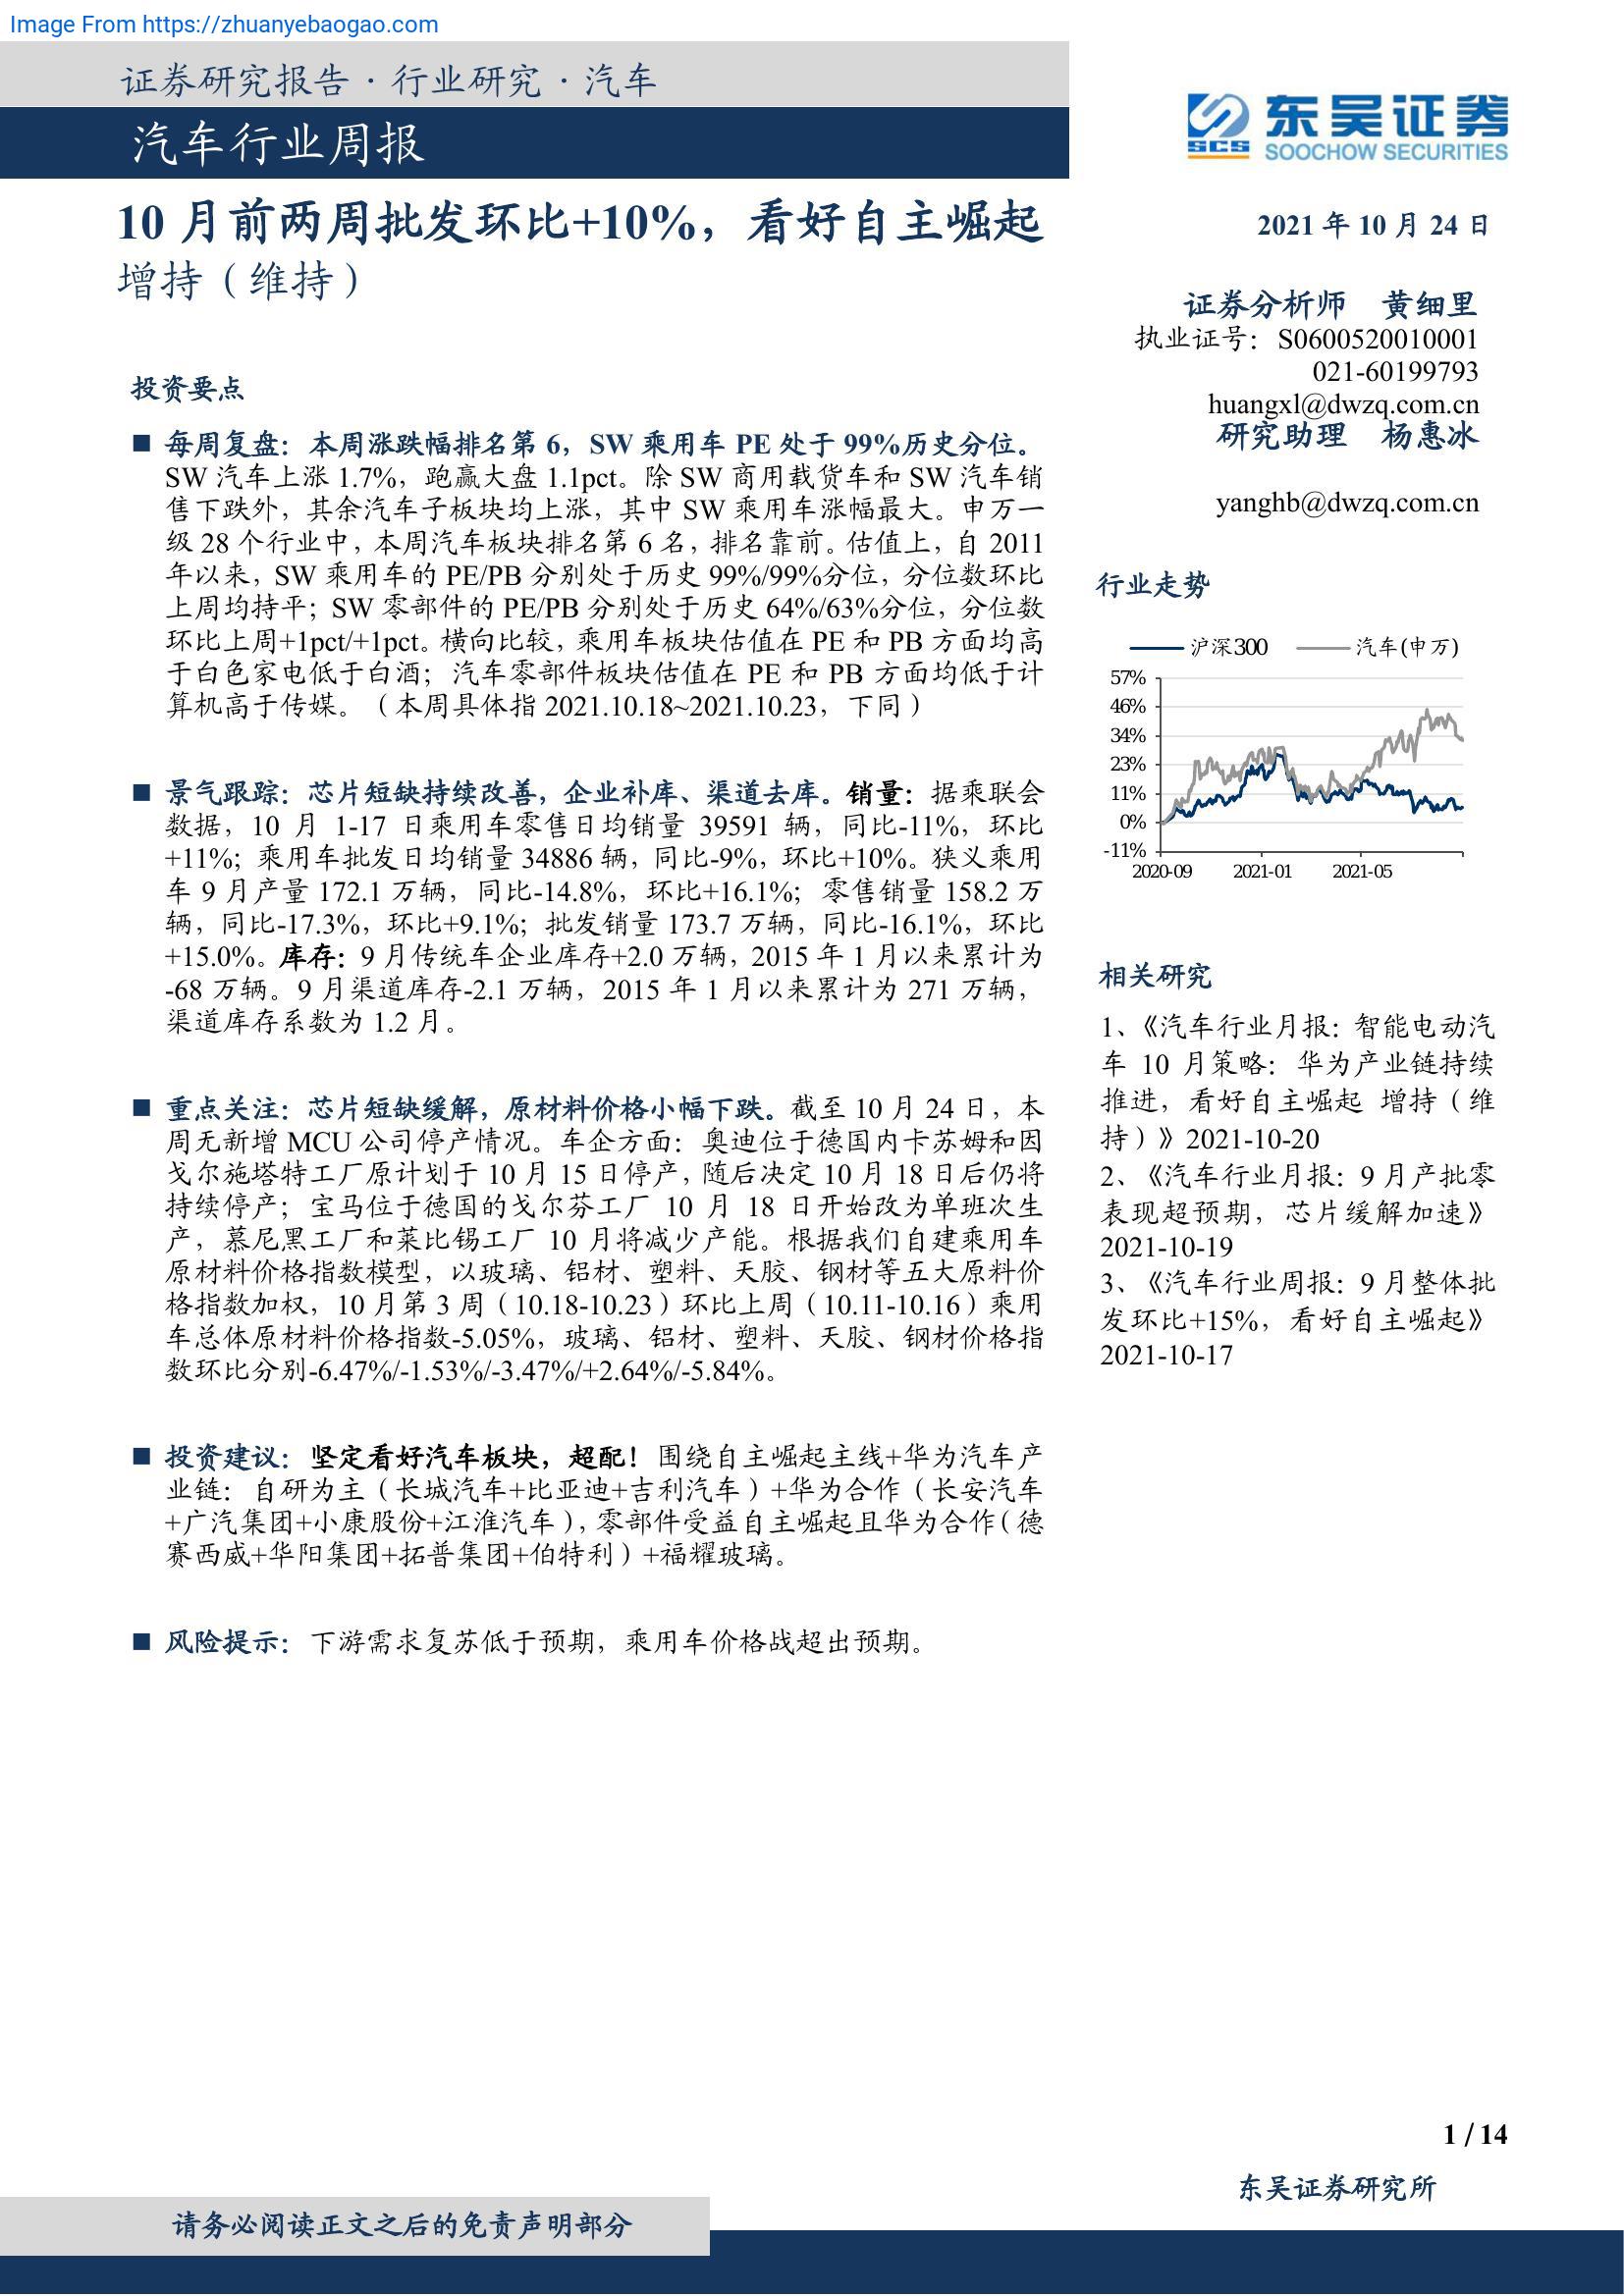 Image From https://zhuanyebaogao.com
证券研究报告·行业研究·汽车
汽车行业周报
东吴证券
SCS SOOCHOW SECURITIES
10 月前两周批发环比+10%，看好自主崛起
增持（维持）
2021 年 10 月 24 日
证券分析师 黄细里
执业证号：S0600520010001
021-60199793
huangxl@dwzq.com.cn
研究助理 杨惠冰
yanghb@dwzq.com.cn
投资要点
■ 每周复盘：本周涨跌幅排名第 6，SW 乘用车 PE 处于 99%历史分位。
SW 汽车上涨 1.7%，跑赢大盘 1.1pct。除 SW 商用载货车和 SW 汽车销
售下跌外，其余汽车子板块均上涨，其中 SW 乘用车涨幅最大。申万一
级 28 个行业中，本周汽车板块排名第 6 名，排名靠前。估值上，自 2011
年以来，SW 乘用车的 PE/PB 分别处于历史 99%/99%分位，分位数环比
上周均持平；SW 零部件的 PE/PB 分别处于历史 64%/63%分位，分位数
环比上周+1pct/+1pct。横向比较，乘用车板块估值在 PE 和 PB 方面均高
于白色家电低于白酒；汽车零部件板块估值在 PE 和 PB 方面均低于计
算机高于传媒。（本周具体指 2021.10.18~2021.10.23，下同）
■ 景气跟踪：芯片短缺持续改善，企业补库、渠道去库。销量：据乘联会
数据，10 月 1-17 日乘用车零售日均销量 39591 辆，同比-11%，环比
+11%；乘用车批发日均销量 34886 辆，同比-9%，环比+10%。狭义乘用
车 9 月产量 172.1 万辆，同比-14.8%，环比+16.1%；零售销量 158.2 万
辆，同比-17.3%，环比+9.1%；批发销量 173.7 万辆，同比-16.1%，环比
+15.0%。库存：9 月传统车企业库存+2.0 万辆，2015 年 1 月以来累计为
-68 万辆。9 月渠道库存-2.1 万辆，2015 年 1 月以来累计为 271 万辆，
渠道库存系数为 1.2 月。
■ 重点关注：芯片短缺缓解，原材料价格小幅下跌。截至 10 月 24 日，本
周无新增 MCU 公司停产情况。车企方面：奥迪位于德国内卡苏姆和因
戈尔施塔特工厂原计划于 10 月 15 日停产，随后决定 10 月 18 日后仍将
持续停产；宝马位于德国的戈尔芬工厂 10 月 18 日开始改为单班次生
产，慕尼黑工厂和莱比锡工厂 10 月将减少产能。根据我们自建乘用车
原材料价格指数模型，以玻璃、铝材、塑料、天胶、钢材等五大原料价
格指数加权，10 月第 3 周（10.18-10.23）环比上周（10.11-10.16）乘用
车总体原材料价格指数-5.05%，玻璃、铝材、塑料、天胶、钢材价格指
数环比分别-6.47%/-1.53%/-3.47%/+2.64%/-5.84%。
■ 投资建议：坚定看好汽车板块，超配！围绕自主崛起主线+华为汽车产
业链：自研为主（长城汽车+比亚迪+吉利汽车）+华为合作（长安汽车
+广汽集团+小康股份+江淮汽车），零部件受益自主崛起且华为合作（德
赛西威+华阳集团+拓普集团+伯特利）+福耀玻璃。
■ 风险提示：下游需求复苏低于预期，乘用车价格战超出预期。
行业走势
沪深300 汽车(申万)
57%
46%
34%
23%
11%
0%
-11%
2020-09 2021-01 2021-05
相关研究
1、《汽车行业月报：智能电动汽
车 10 月策略：华为产业链持续
推进，看好自主崛起 增持（维
持）》2021-10-20
2、《汽车行业月报：9 月产批零
表现超预期，芯片缓解加速》
2021-10-19
3、《汽车行业周报：9 月整体批
发环比+15%，看好自主崛起》
2021-10-17
1 / 14
东吴证券研究所
请务必阅读正文之后的免责声明部分